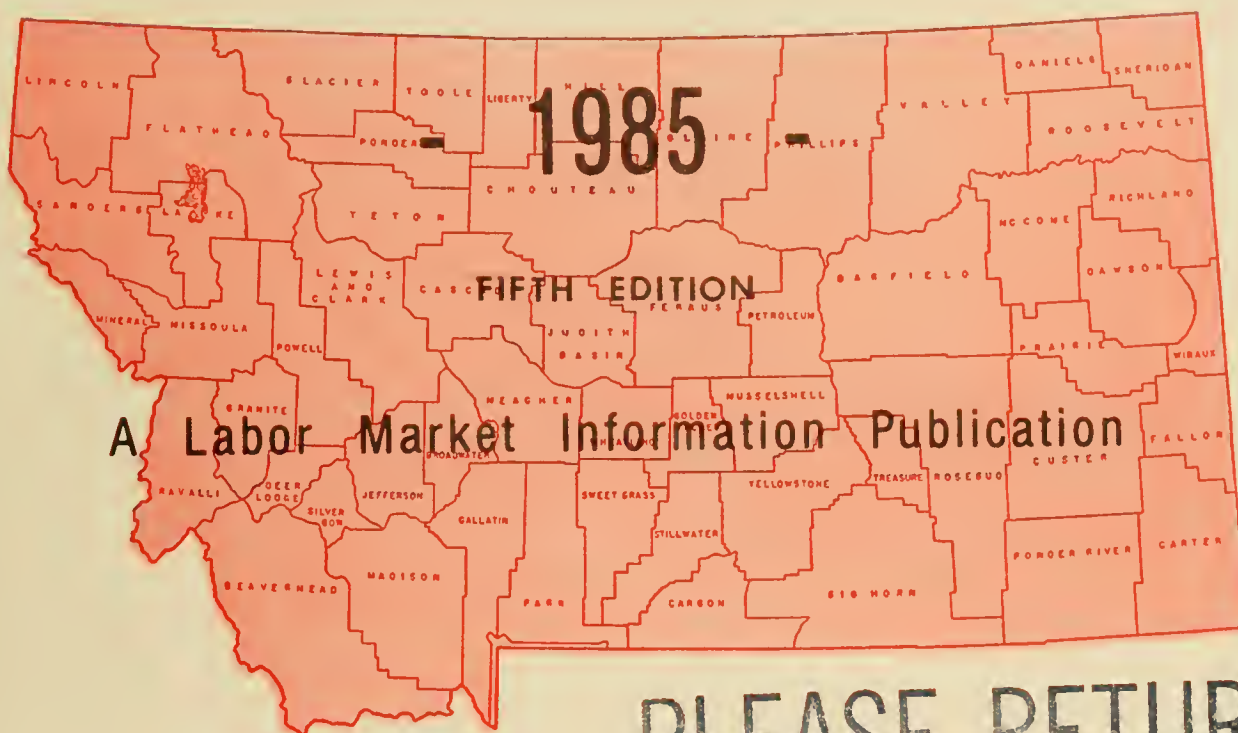 LINCOLN
FLATHEAD
GLACIER
TOOLE
LIBERTY
HILL
PHILLIPS
VALLEY
DANIELS
SHERIDAN
ROOSEVELT
- 1985 -
PONDER
CHOUTEAU
SANDERS
LAKE
TETON
RICHLAND
MCCONE
LEWIS
AND
CLARK
GARFIELD
DAWSON
FIFTH EDITION
FERGUS
PETROLEUM
MINERAL
MISSOULA
POWELL
JUDITH
BASIN
PRAIRIE
WIBAUX
GRANITE
MEAGHER
MUSSELSHELL
A Labor Market Information Publication
BROADWATER
FALLON
CUSTER
RAVALLI
DEER
LODGE
SILVER
BOW
JEFFERSON
GALLATIN
SWEET GRASS
STILLWATER
YELLOWSTONE
TREASURE
ROSEBUD
BEAVERHEAD
MADISON
PARK
CARBON
BIG HORN
POWDER RIVER
CARTER
PLEASE RETUR